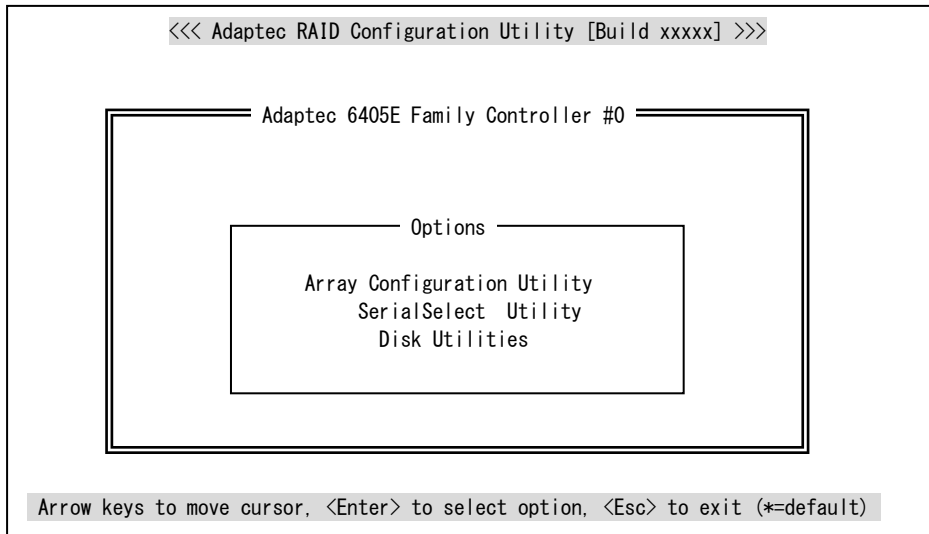 <<< Adaptec RAID Configuration Utility [Build xxxxx] >>>
Adaptec 6405E Family Controller #0
Options
Array Configuration Utility
SerialSelect Utility
Disk Utilities
Arrow keys to move cursor, <Enter> to select option, <Esc> to exit (*=default)